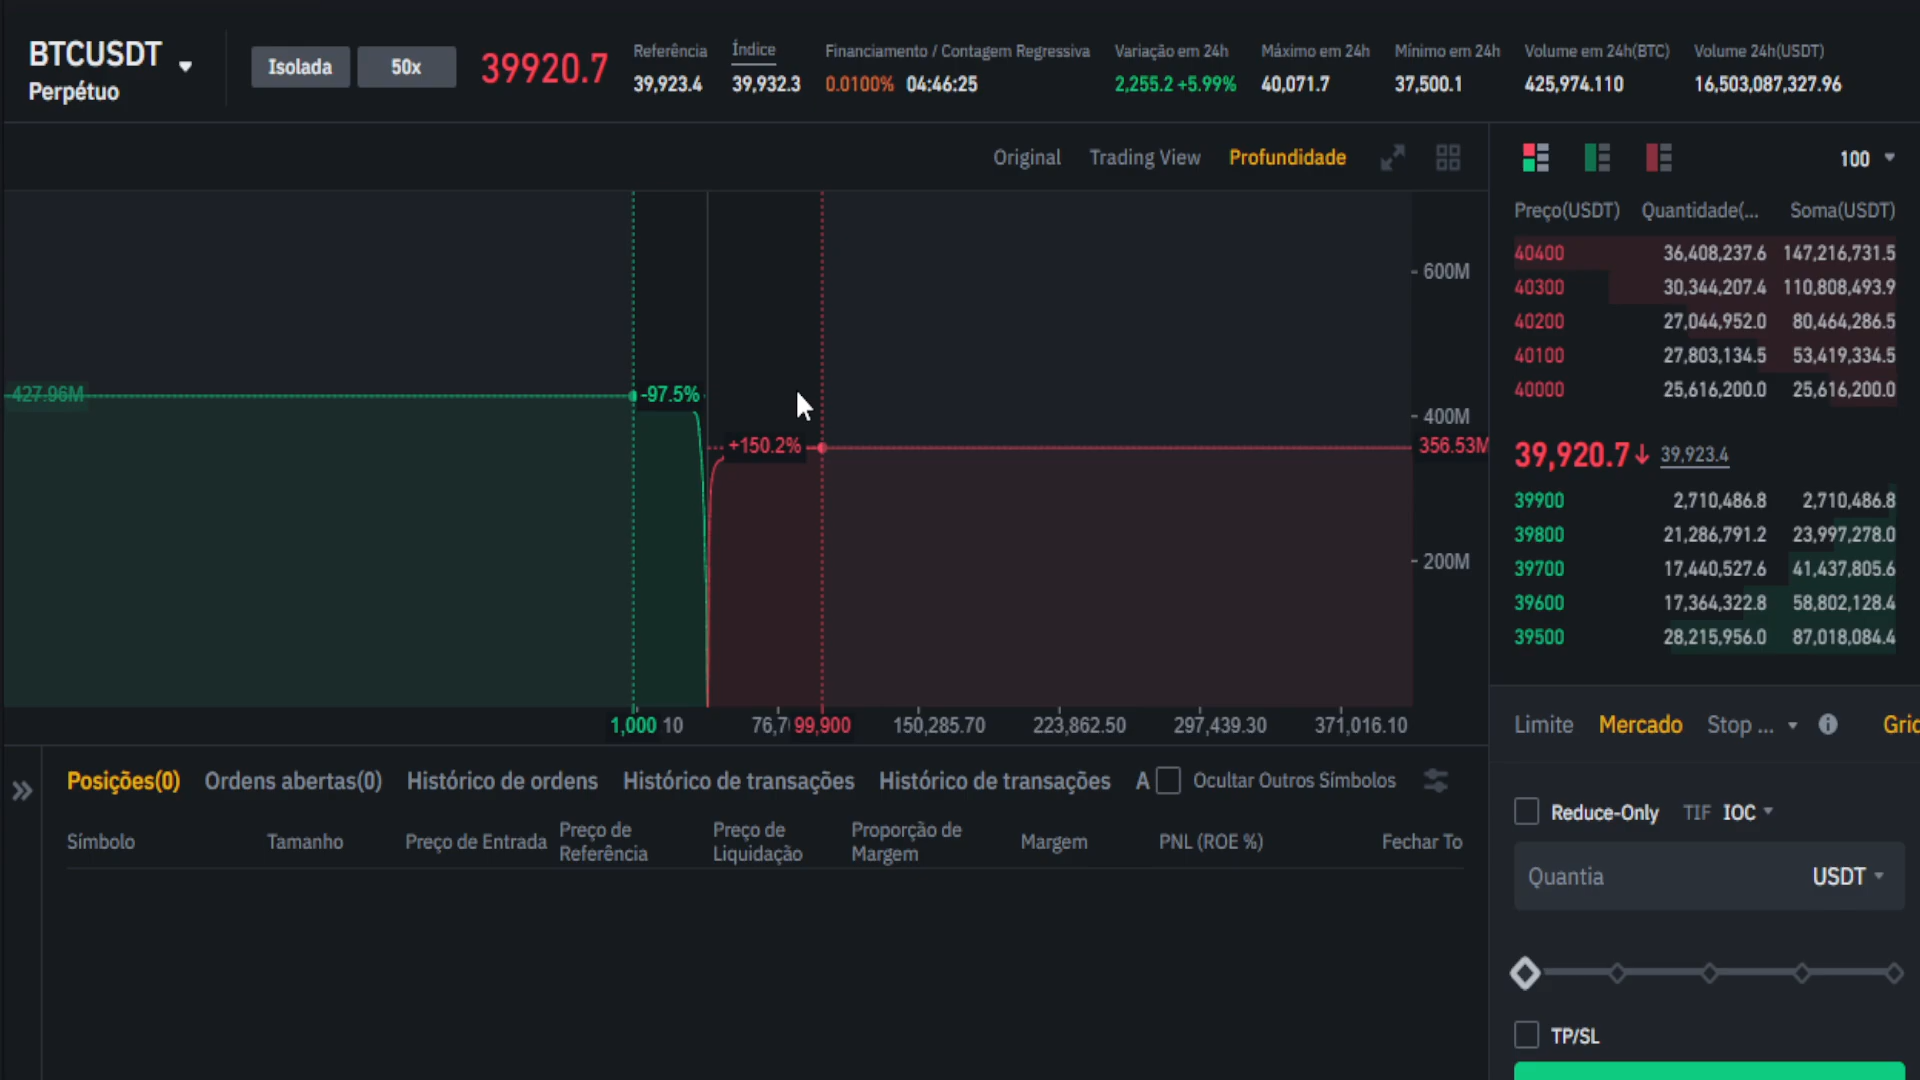 BTCUSDT
Perpétuo
Isolada 50x 39920.7
Referência Índice Financiamento / Contagem Regressiva Variação em 24h Máximo em 24h Mínimo em 24h Volume em 24h(BTC) Volume 24h(USDT)
39,923.4 39,932.3 0.0100% 04:46:25 2,255.2 +5.99% 40,071.7 37,500.1 425,974.110 16,503,087,327.96
Original Trading View Profundidade
600M
427.96M -97.5%
400M
+150.2% 356.53M
200M
1,000 10 76,7 99,900 150,285.70 223,862.50 297,439.30 371,016.10
100
Preço(USDT) Quantidade(... Soma(USDT)
40400 36,408,237.6 147,216,731.5
40300 30,344,207.4 110,808,493.9
40200 27,044,952.0 80,464,286.5
40100 27,803,134.5 53,419,334.5
40000 25,616,200.0 25,616,200.0
39,920.7↓ 39,923.4
39900 2,710,486.8 2,710,486.8
39800 21,286,791.2 23,997,278.0
39700 17,440,527.6 41,437,805.6
39600 17,364,322.8 58,802,128.4
39500 28,215,956.0 87,018,084.4
Limite Mercado Stop ... Gric
Reduce-Only TIF IOC
Quantia USDT
TP/SL
Posições(0) Ordens abertas(0) Histórico de ordens Histórico de transações Histórico de transações A Ocultar Outros Símbolos
Símbolo Tamanho Preço de Entrada Preço de Referência Preço de Liquidação Proporção de Margem Margem PNL (ROE %) Fechar To